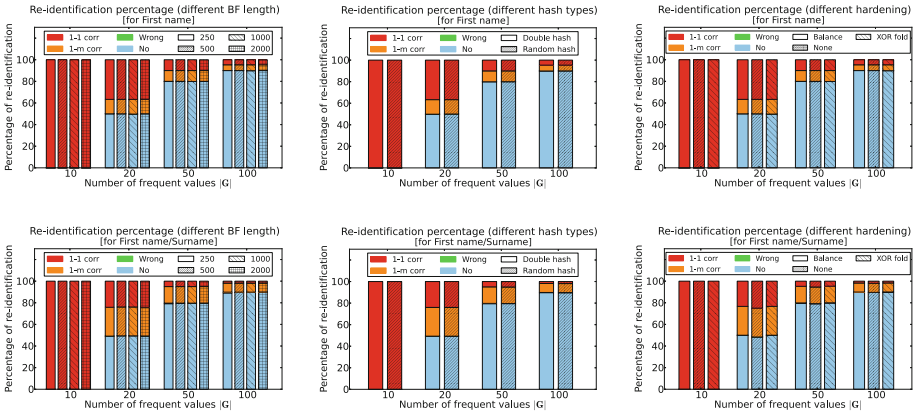 Re-identification percentage (different BF length)
[for First name]
Percentage of re-identification
100
80
60
40
20
0
1-1 corr
Wrong
250
1000
1-m corr
No
500
2000
10
20
50
100
Number of frequent values |G|
Re-identification percentage (different hash types)
[for First name]
Percentage of re-identification
100
80
60
40
20
0
1-1 corr
Wrong
Double hash
1-m corr
No
Random hash
10
20
50
100
Number of frequent values |G|
Re-identification percentage (different hardening)
[for First name]
Percentage of re-identification
100
80
60
40
20
0
1-1 corr
Wrong
Balance
XOR fold
1-m corr
No
None
10
20
50
100
Number of frequent values |G|
Re-identification percentage (different BF length)
[for First name/Surname]
Percentage of re-identification
100
80
60
40
20
0
1-1 corr
Wrong
250
1000
1-m corr
No
500
2000
10
20
50
100
Number of frequent values |G|
Re-identification percentage (different hash types)
[for First name/Surname]
Percentage of re-identification
100
80
60
40
20
0
1-1 corr
Wrong
Double hash
1-m corr
No
Random hash
10
20
50
100
Number of frequent values |G|
Re-identification percentage (different hardening)
[for First name/Surname]
Percentage of re-identification
100
80
60
40
20
0
1-1 corr
Wrong
Balance
XOR fold
1-m corr
No
None
10
20
50
100
Number of frequent values |G|